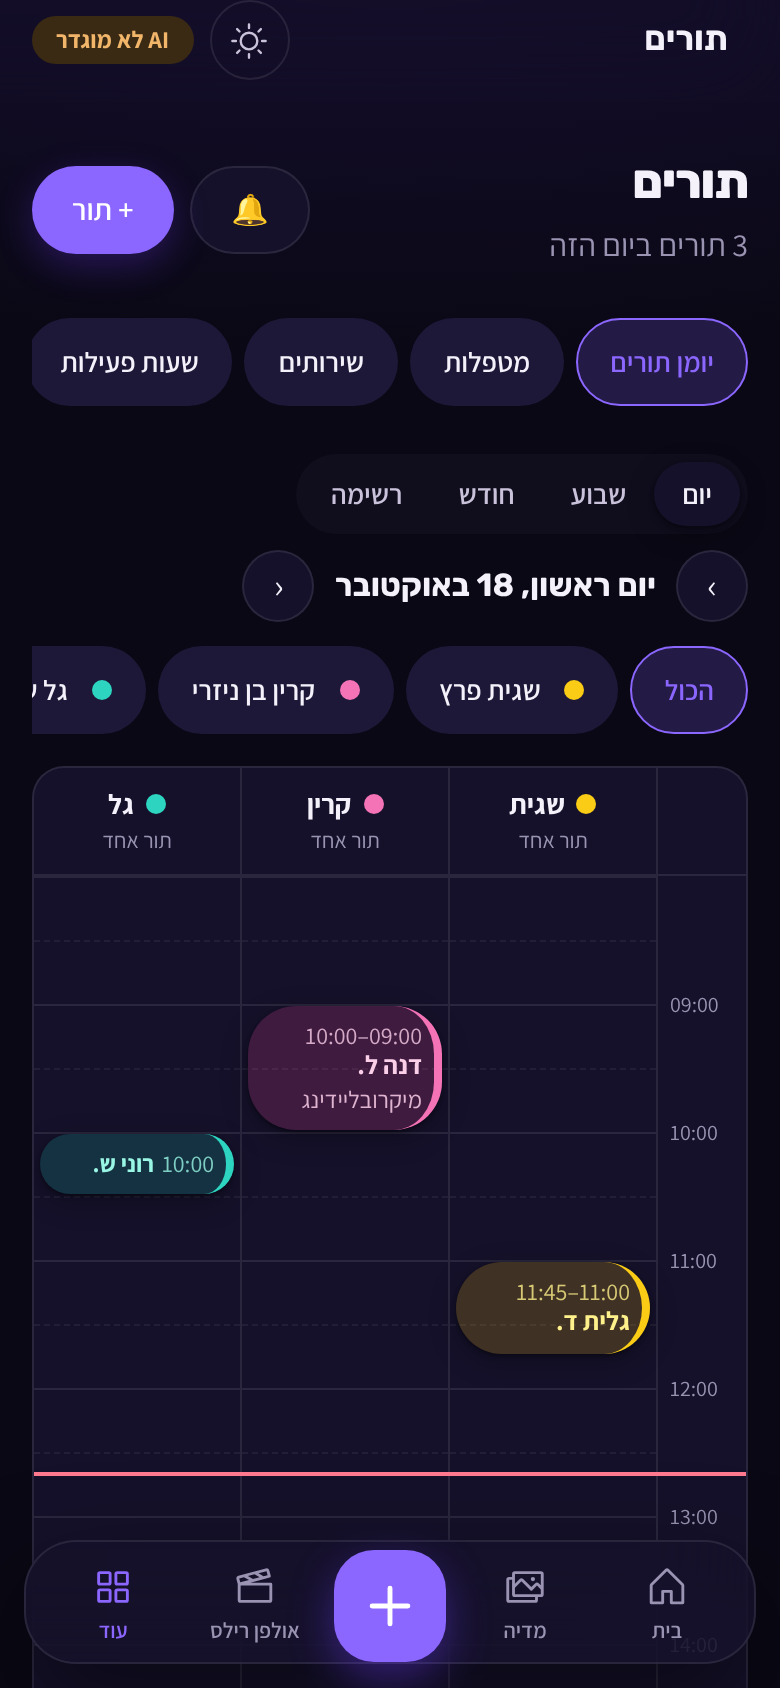 תורים
AI לא מוגדר
תורים
3 תורים ביום הזה
+ תור
יומן תורים
מטפלות
שירותים
שעות פעילות
יום
שבוע
חודש
רשימה
יום ראשון, 18 באוקטובר
הכול
שגית פרץ
קרין בן ניזרי
גל
שגית
תור אחד
קרין
תור אחד
גל
תור אחד
09:00
09:00–10:00
דנה ל.
מיקרובליידינג
10:00
10:00 רוני ש.
11:00
11:00–11:45
גלית ד.
12:00
13:00
14:00
בית
מדיה
אולפן רילס
עוד